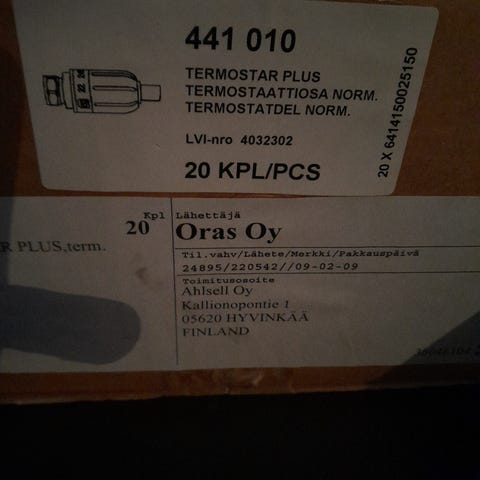 441 010
TERMOSTAR PLUS
TERMOSTAATTIOSA NORM.
TERMOSTATDEL NORM.
LVI-nro 4032302
20 KPL/PCS
20 X 6414150025150
Kpl
20
R PLUS,term.
Lähettäjä
Oras Oy
Til.vahv/Lähete/Merkki/Pakkauspäivä
24895/220542//09-02-09
Toimitusosoite
Ahlsell Oy
Kallionopontie 1
05620 HYVINKÄÄ
FINLAND